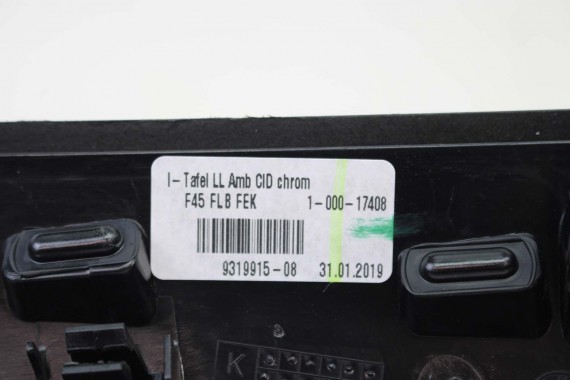 I-Tafel LL Amb CID chrom
F45 FLB FEK 1-000-17408
9319915-08 31.01.2019
K